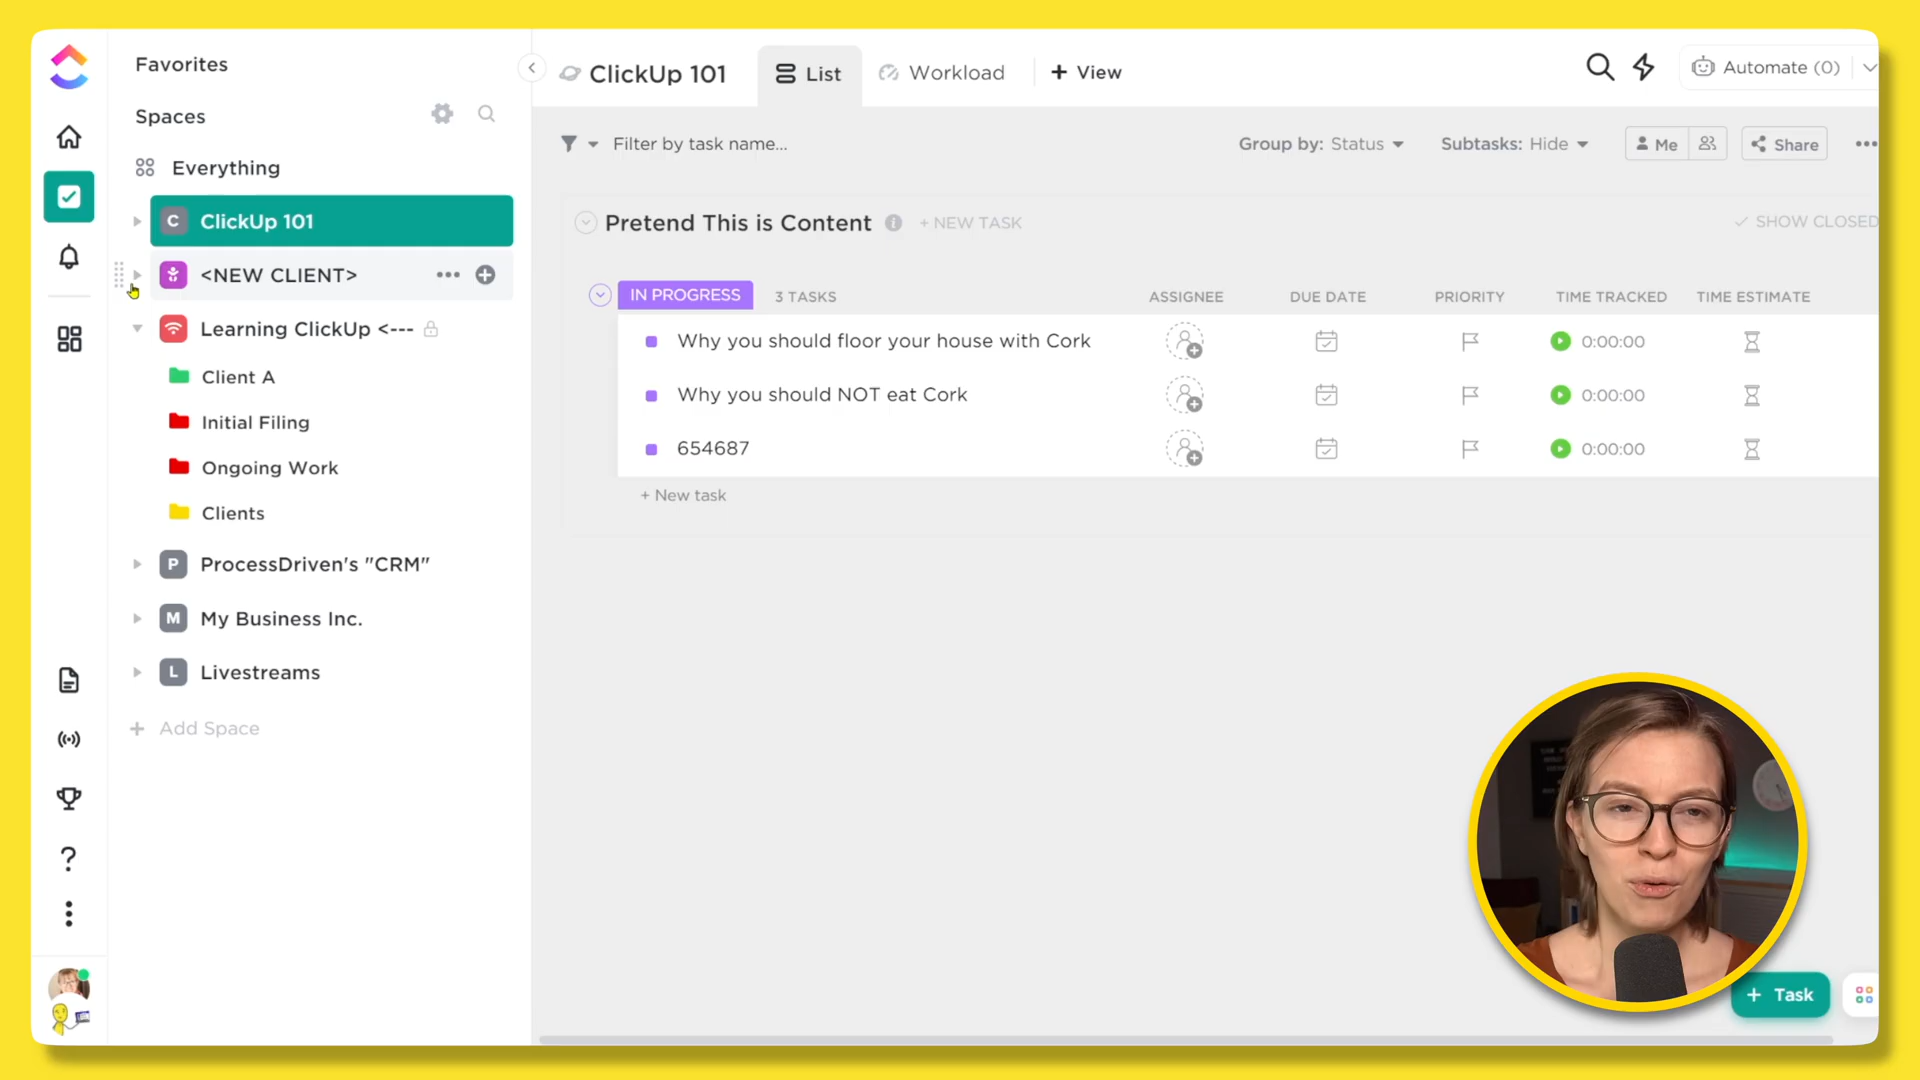 Favorites
Spaces
Everything
C ClickUp 101
<NEW CLIENT>
Learning ClickUp <---
Client A
Initial Filing
Ongoing Work
Clients
P ProcessDriven's "CRM"
M My Business Inc.
L Livestreams
+ Add Space
ClickUp 101
List
Workload
+ View
Automate (0)
Filter by task name...
Group by: Status
Subtasks: Hide
Me
Share
Pretend This is Content
+ NEW TASK
SHOW CLOSED
IN PROGRESS
3 TASKS
ASSIGNEE
DUE DATE
PRIORITY
TIME TRACKED
TIME ESTIMATE
Why you should floor your house with Cork
0:00:00
Why you should NOT eat Cork
0:00:00
654687
0:00:00
+ New task
+ Task